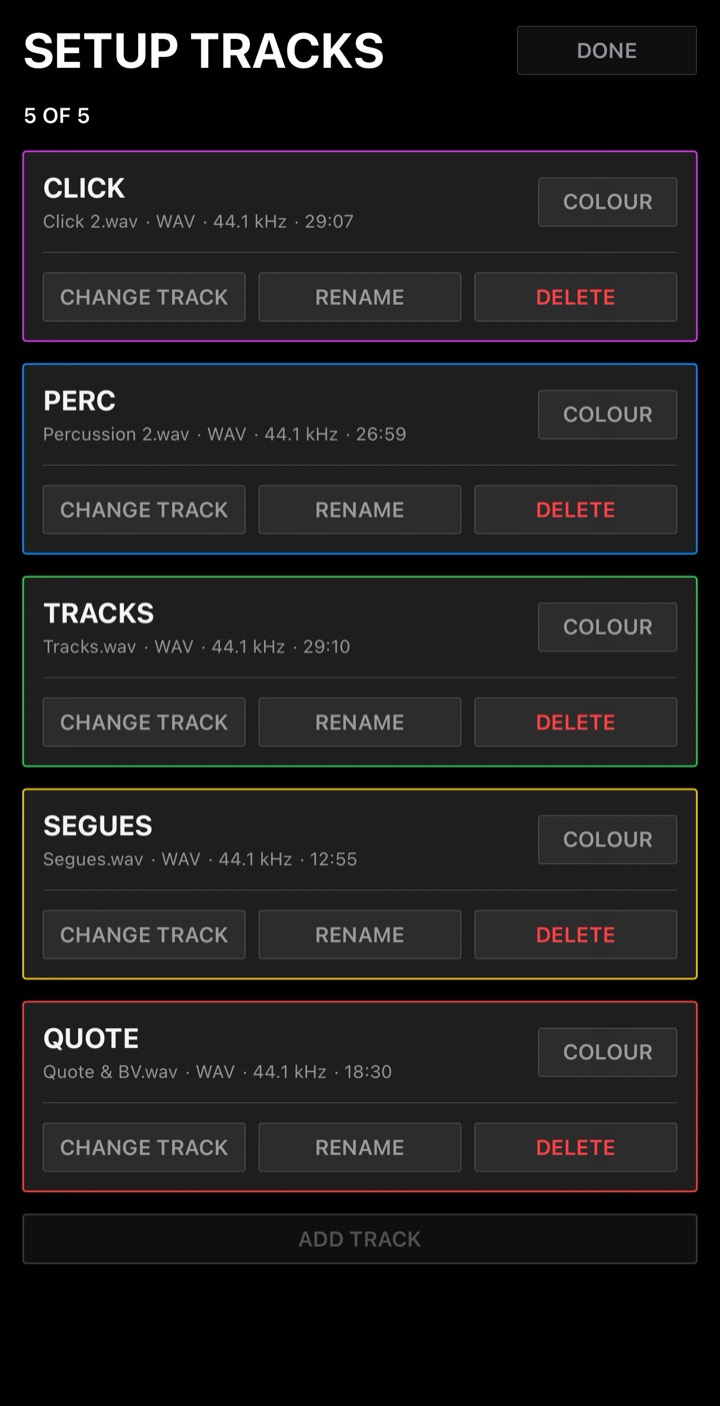 SETUP TRACKS
DONE
5 OF 5
CLICK
Click 2.wav · WAV · 44.1 kHz · 29:07
COLOUR
CHANGE TRACK
RENAME
DELETE
PERC
Percussion 2.wav · WAV · 44.1 kHz · 26:59
COLOUR
CHANGE TRACK
RENAME
DELETE
TRACKS
Tracks.wav · WAV · 44.1 kHz · 29:10
COLOUR
CHANGE TRACK
RENAME
DELETE
SEGUES
Segues.wav · WAV · 44.1 kHz · 12:55
COLOUR
CHANGE TRACK
RENAME
DELETE
QUOTE
Quote & BV.wav · WAV · 44.1 kHz · 18:30
COLOUR
CHANGE TRACK
RENAME
DELETE
ADD TRACK